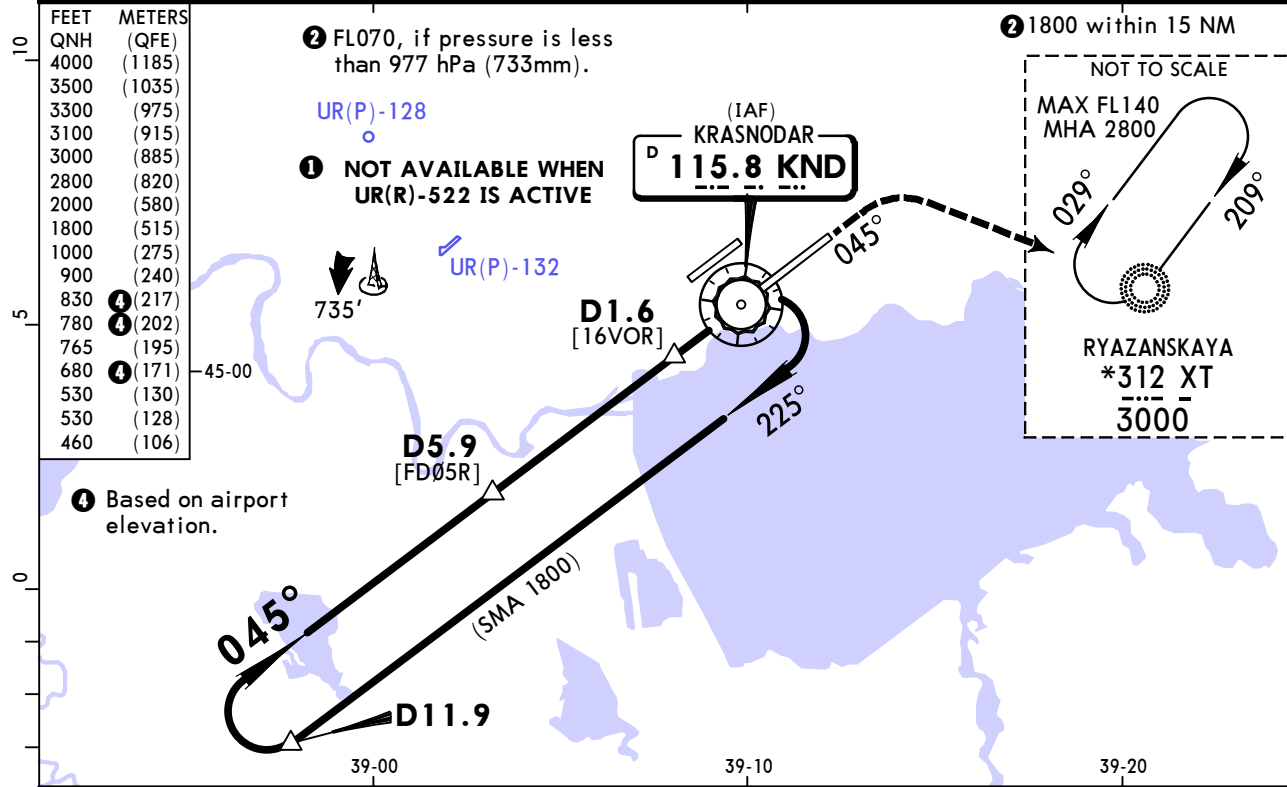 FEET METERS
QNH (QFE)
4000 (1185)
3500 (1035)
3300 (975)
3100 (915)
3000 (885)
2800 (820)
2000 (580)
1800 (515)
1000 (275)
900 (240)
830 4 (217)
780 4 (202)
765 (195)
680 4 (171)
530 (130)
530 (128)
460 (106)
10
5
0
45-00
2 FL070, if pressure is less
than 977 hPa (733mm).
UR(P)-128
1 NOT AVAILABLE WHEN
UR(R)-522 IS ACTIVE
UR(P)-132
735'
(IAF)
KRASNODAR
D 115.8 KND
2 1800 within 15 NM
NOT TO SCALE
MAX FL140
MHA 2800
029°
209°
RYAZANSKAYA
*312 XT
3000
045°
D1.6
[16VOR]
225°
D5.9
[FDØ5R]
4 Based on airport
elevation.
045°
(SMA 1800)
D11.9
39-00
39-10
39-20